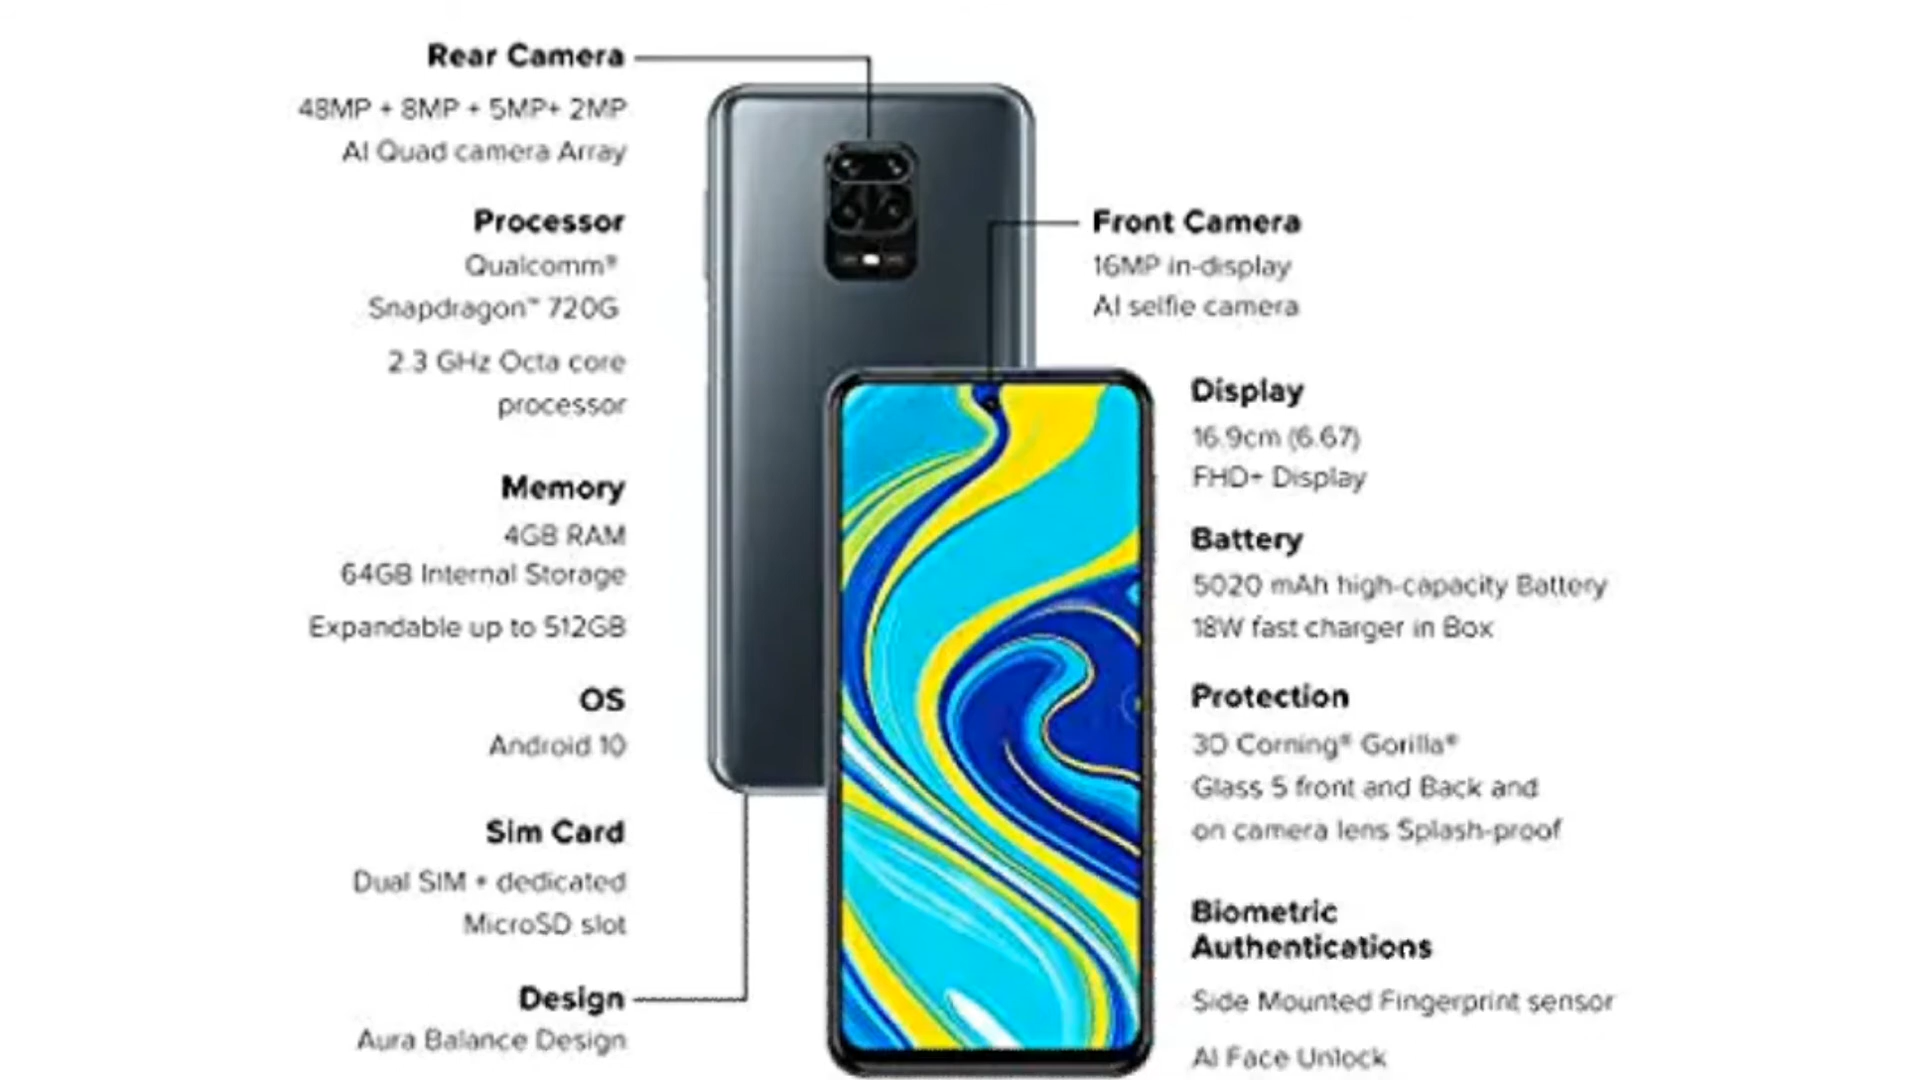 Rear Camera
48MP + 8MP + 5MP+ 2MP
AI Quad camera Array
Processor
Qualcomm®
Snapdragon™ 720G
2.3 GHz Octa core
processor
Memory
4GB RAM
64GB Internal Storage
Expandable up to 512GB
OS
Android 10
Sim Card
Dual SIM + dedicated
MicroSD slot
Design
Aura Balance Design
Front Camera
16MP in-display
AI selfie camera
Display
16.9cm (6.67)
FHD+ Display
Battery
5020 mAh high-capacity Battery
18W fast charger in Box
Protection
3D Corning® Gorilla®
Glass 5 front and Back and
on camera lens Splash-proof
Biometric
Authentications
Side Mounted Fingerprint sensor
AI Face Unlock